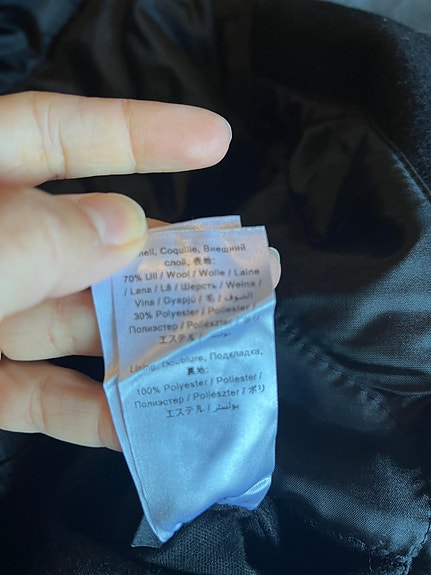 Coquille, Внешний
слой, 表地:
70% Ull / Wool / Wolle / Laine
/ Lana / Lã / Шерсть / Wełna /
Vlna / Gyapjú / 毛 / الصوف /
30% Polyester / Poliester /
Полиэстер / Poliészter / ポリ
エステル /
Lining, Doublure, Подкладка,
裏地:
100% Polyester / Poliester /
Полиэстер / Poliészter / ポリ
エステル / بوليستر